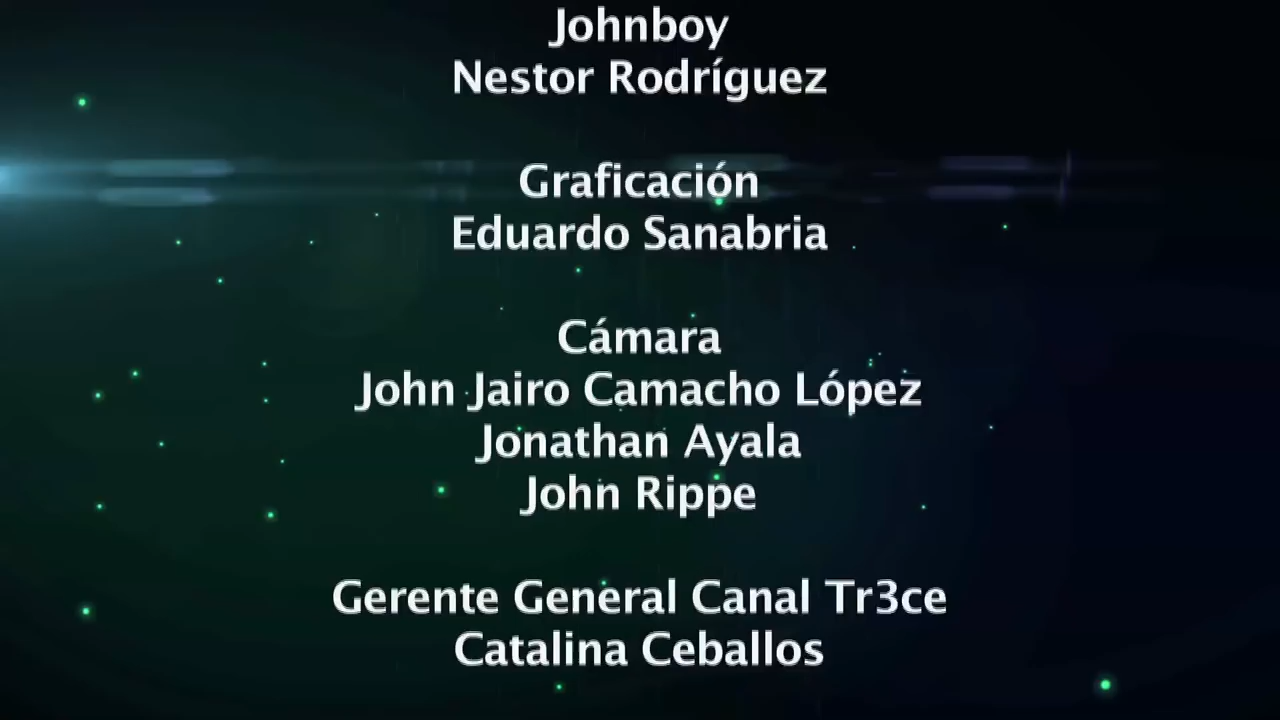 Johnboy
Nestor Rodríguez
Graficación
Eduardo Sanabria
Cámara
John Jairo Camacho López
Jonathan Ayala
John Rippe
Gerente General Canal Tr3ce
Catalina Ceballos